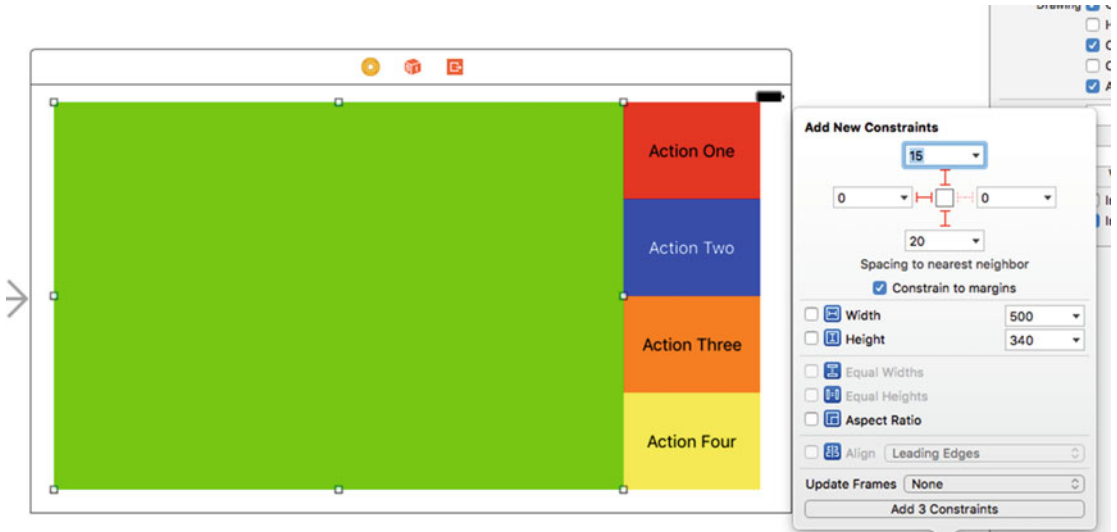 Action One
Action Two
Action Three
Action Four
Add New Constraints
15
0 0
20
Spacing to nearest neighbor
Constrain to margins
Width 500
Height 340
Equal Widths
Equal Heights
Aspect Ratio
Align Leading Edges
Update Frames None
Add 3 Constraints